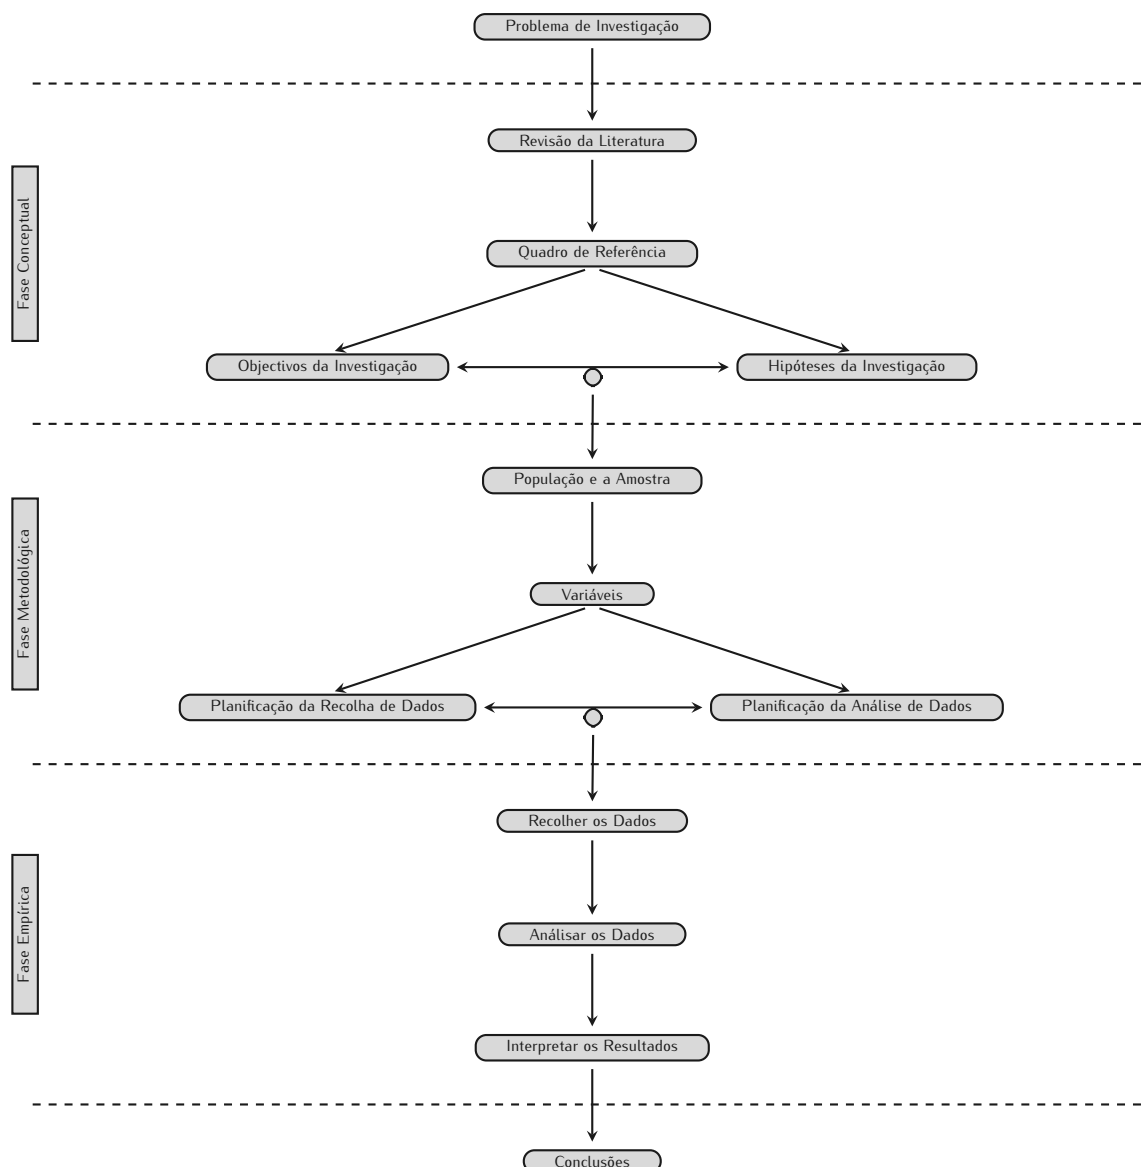 Problema de Investigação
Revisão da Literatura
Fase Conceptual
Quadro de Referência
Objectivos da Investigação
Hipóteses da Investigação
População e a Amostra
Fase Metodológica
Variáveis
Planificação da Recolha de Dados
Planificação da Análise de Dados
Recolher os Dados
Fase Empírica
Análisar os Dados
Interpretar os Resultados
Conclusões